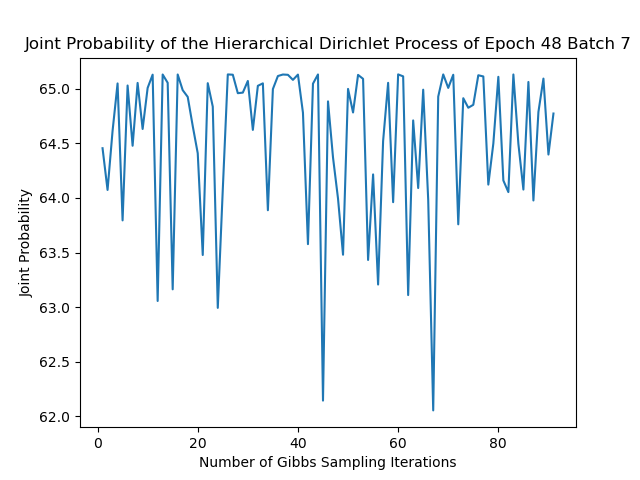 Joint Probability of the Hierarchical Dirichlet Process of Epoch 48 Batch 7
65.0
64.5
64.0
63.5
63.0
62.5
62.0
Joint Probability
0 20 40 60 80
Number of Gibbs Sampling Iterations